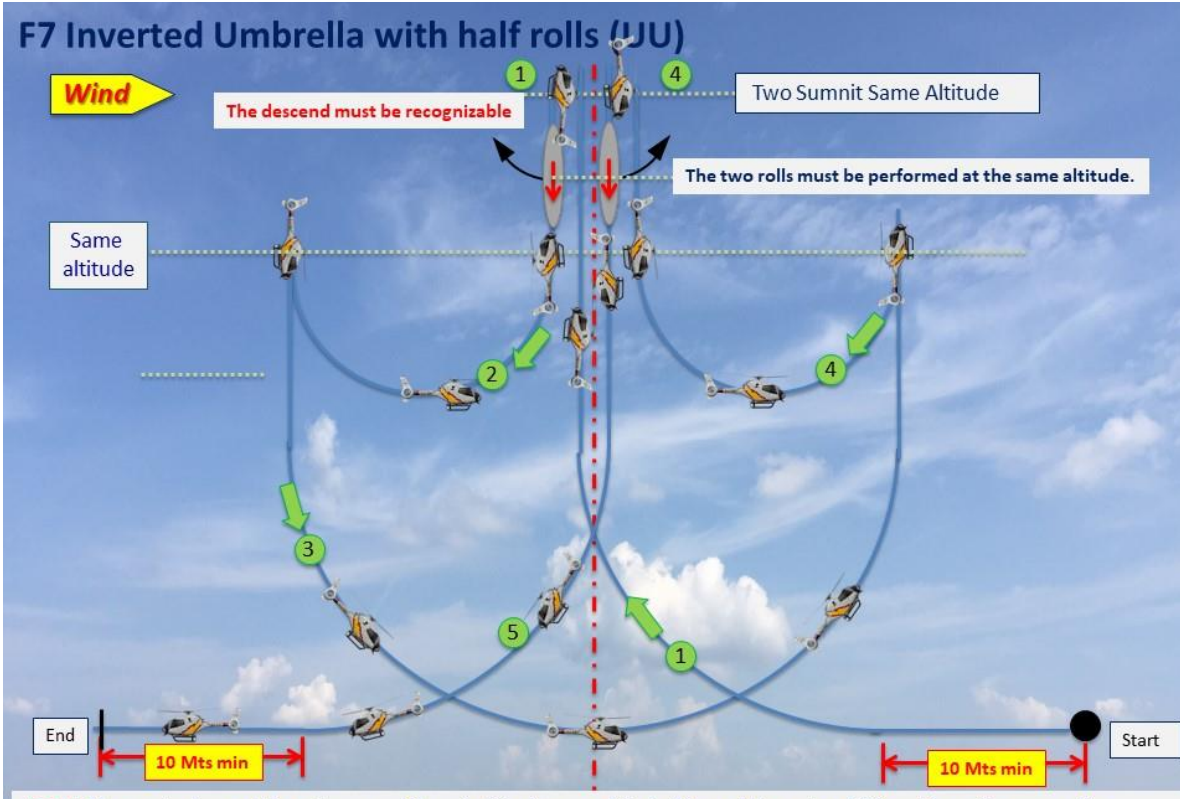 F7 Inverted Umbrella with half rolls (UU)
Wind
1
4
Two Sumnit Same Altitude
The descend must be recognizable
The two rolls must be performed at the same altitude.
Same
altitude
2
4
3
5
1
End
Start
10 Mts min
10 Mts min